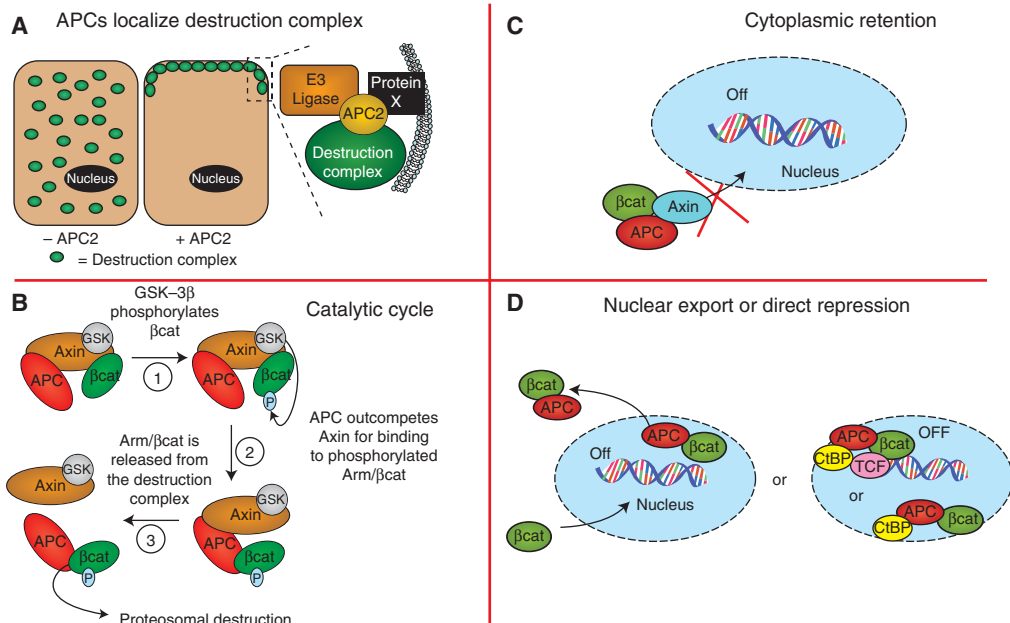 A
APCs localize destruction complex
Nucleus
Nucleus
– APC2
+ APC2
= Destruction complex
E3
Ligase
Protein
X
APC2
Destruction
complex
B
Catalytic cycle
GSK–3β
phosphorylates
βcat
GSK
Axin
APC
βcat
1
GSK
Axin
APC
βcat
P
2
APC outcompetes
Axin for binding
to phosphorylated
Arm/βcat
Arm/βcat is
released from
the destruction
complex
GSK
Axin
APC
βcat
P
3
GSK
Axin
APC
βcat
P
Proteosomal destruction
C
Cytoplasmic retention
Off
Nucleus
βcat
Axin
APC
D
Nuclear export or direct repression
βcat
APC
APC
βcat
Off
Nucleus
βcat
or
APC
βcat
OFF
CtBP
TCF
or
APC
CtBP
βcat